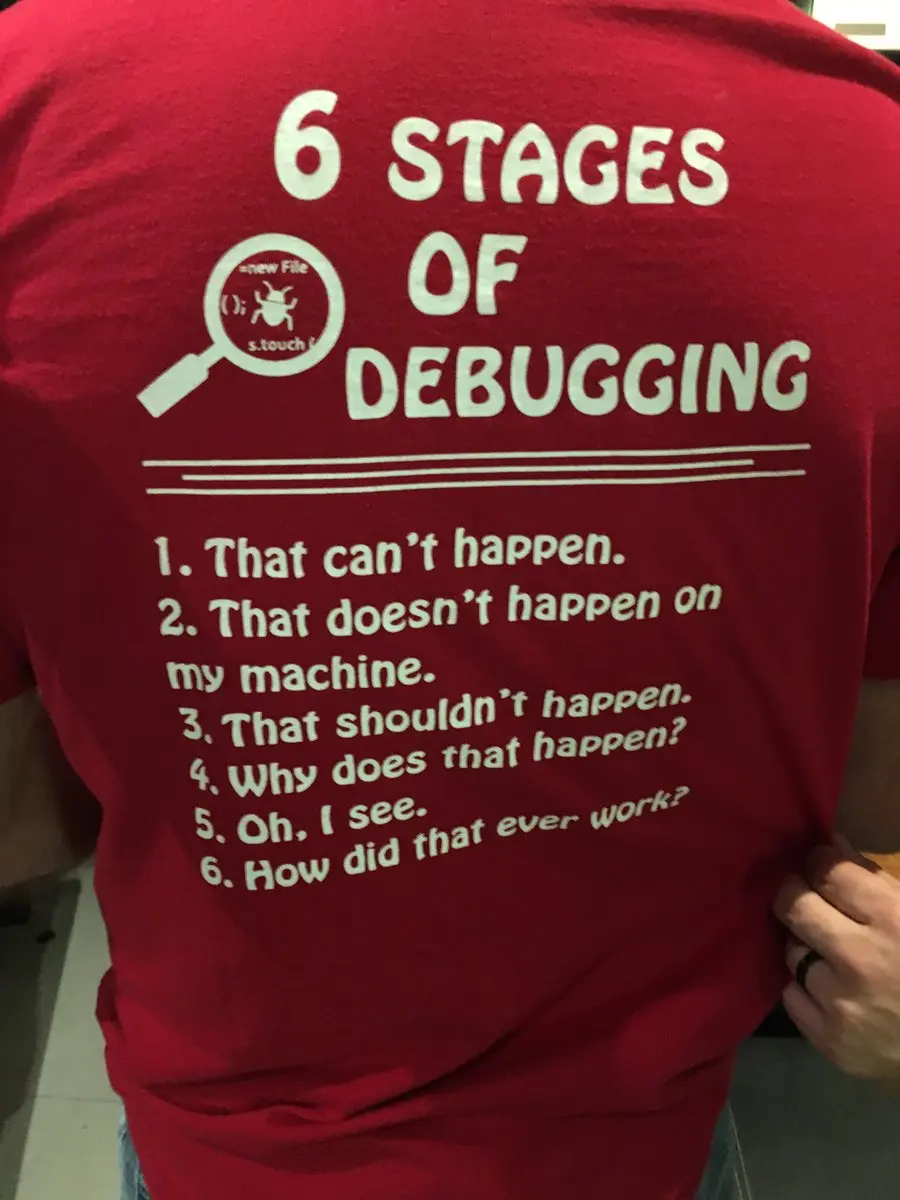 6 STAGES
OF
DEBUGGING
=new File
();
s.touch (
1. That can't happen.
2. That doesn't happen on
my machine.
3. That shouldn't happen.
4. Why does that happen?
5. Oh, I see.
6. How did that ever work?